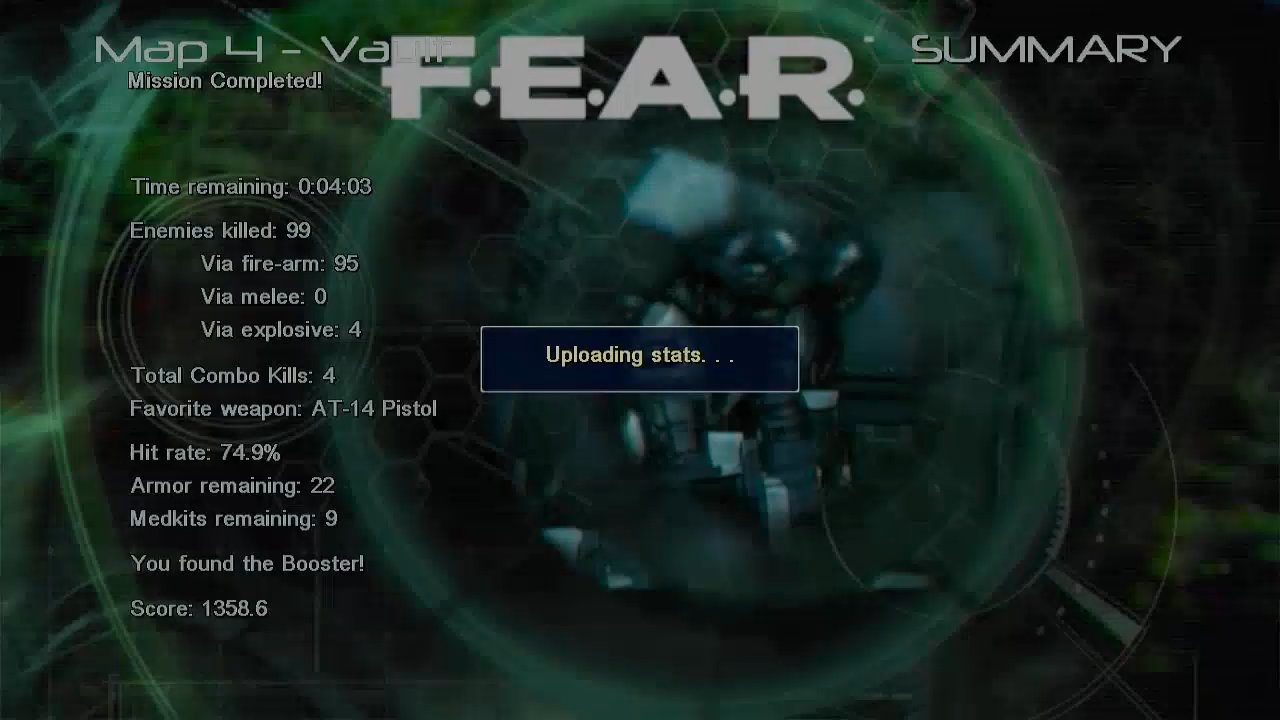 Map 4 - Vault
SUMMARY
F.E.A.R.
Mission Completed!
Time remaining: 0:04:03
Enemies killed: 99
Via fire-arm: 95
Via melee: 0
Via explosive: 4
Uploading stats. . .
Total Combo Kills: 4
Favorite weapon: AT-14 Pistol
Hit rate: 74.9%
Armor remaining: 22
Medkits remaining: 9
You found the Booster!
Score: 1358.6